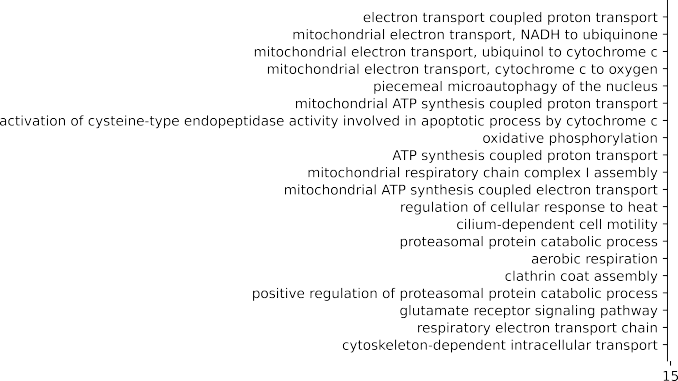 electron transport coupled proton transport
mitochondrial electron transport, NADH to ubiquinone
mitochondrial electron transport, ubiquinol to cytochrome c
mitochondrial electron transport, cytochrome c to oxygen
piecemeal microautophagy of the nucleus
mitochondrial ATP synthesis coupled proton transport
activation of cysteine-type endopeptidase activity involved in apoptotic process by cytochrome c
oxidative phosphorylation
ATP synthesis coupled proton transport
mitochondrial respiratory chain complex I assembly
mitochondrial ATP synthesis coupled electron transport
regulation of cellular response to heat
cilium-dependent cell motility
proteasomal protein catabolic process
aerobic respiration
clathrin coat assembly
positive regulation of proteasomal protein catabolic process
glutamate receptor signaling pathway
respiratory electron transport chain
cytoskeleton-dependent intracellular transport
15